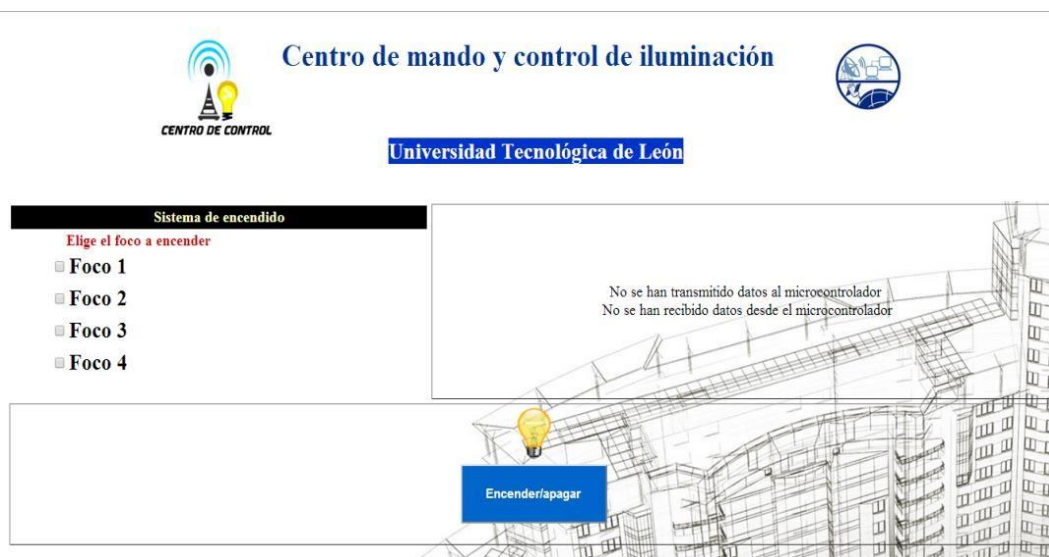 Centro de mando y control de iluminación
CENTRO DE CONTROL
Universidad Tecnológica de León
Sistema de encendido
Elige el foco a encender
Foco 1
Foco 2
Foco 3
Foco 4
No se han transmitido datos al microcontrolador
No se han recibido datos desde el microcontrolador
Encender/apagar